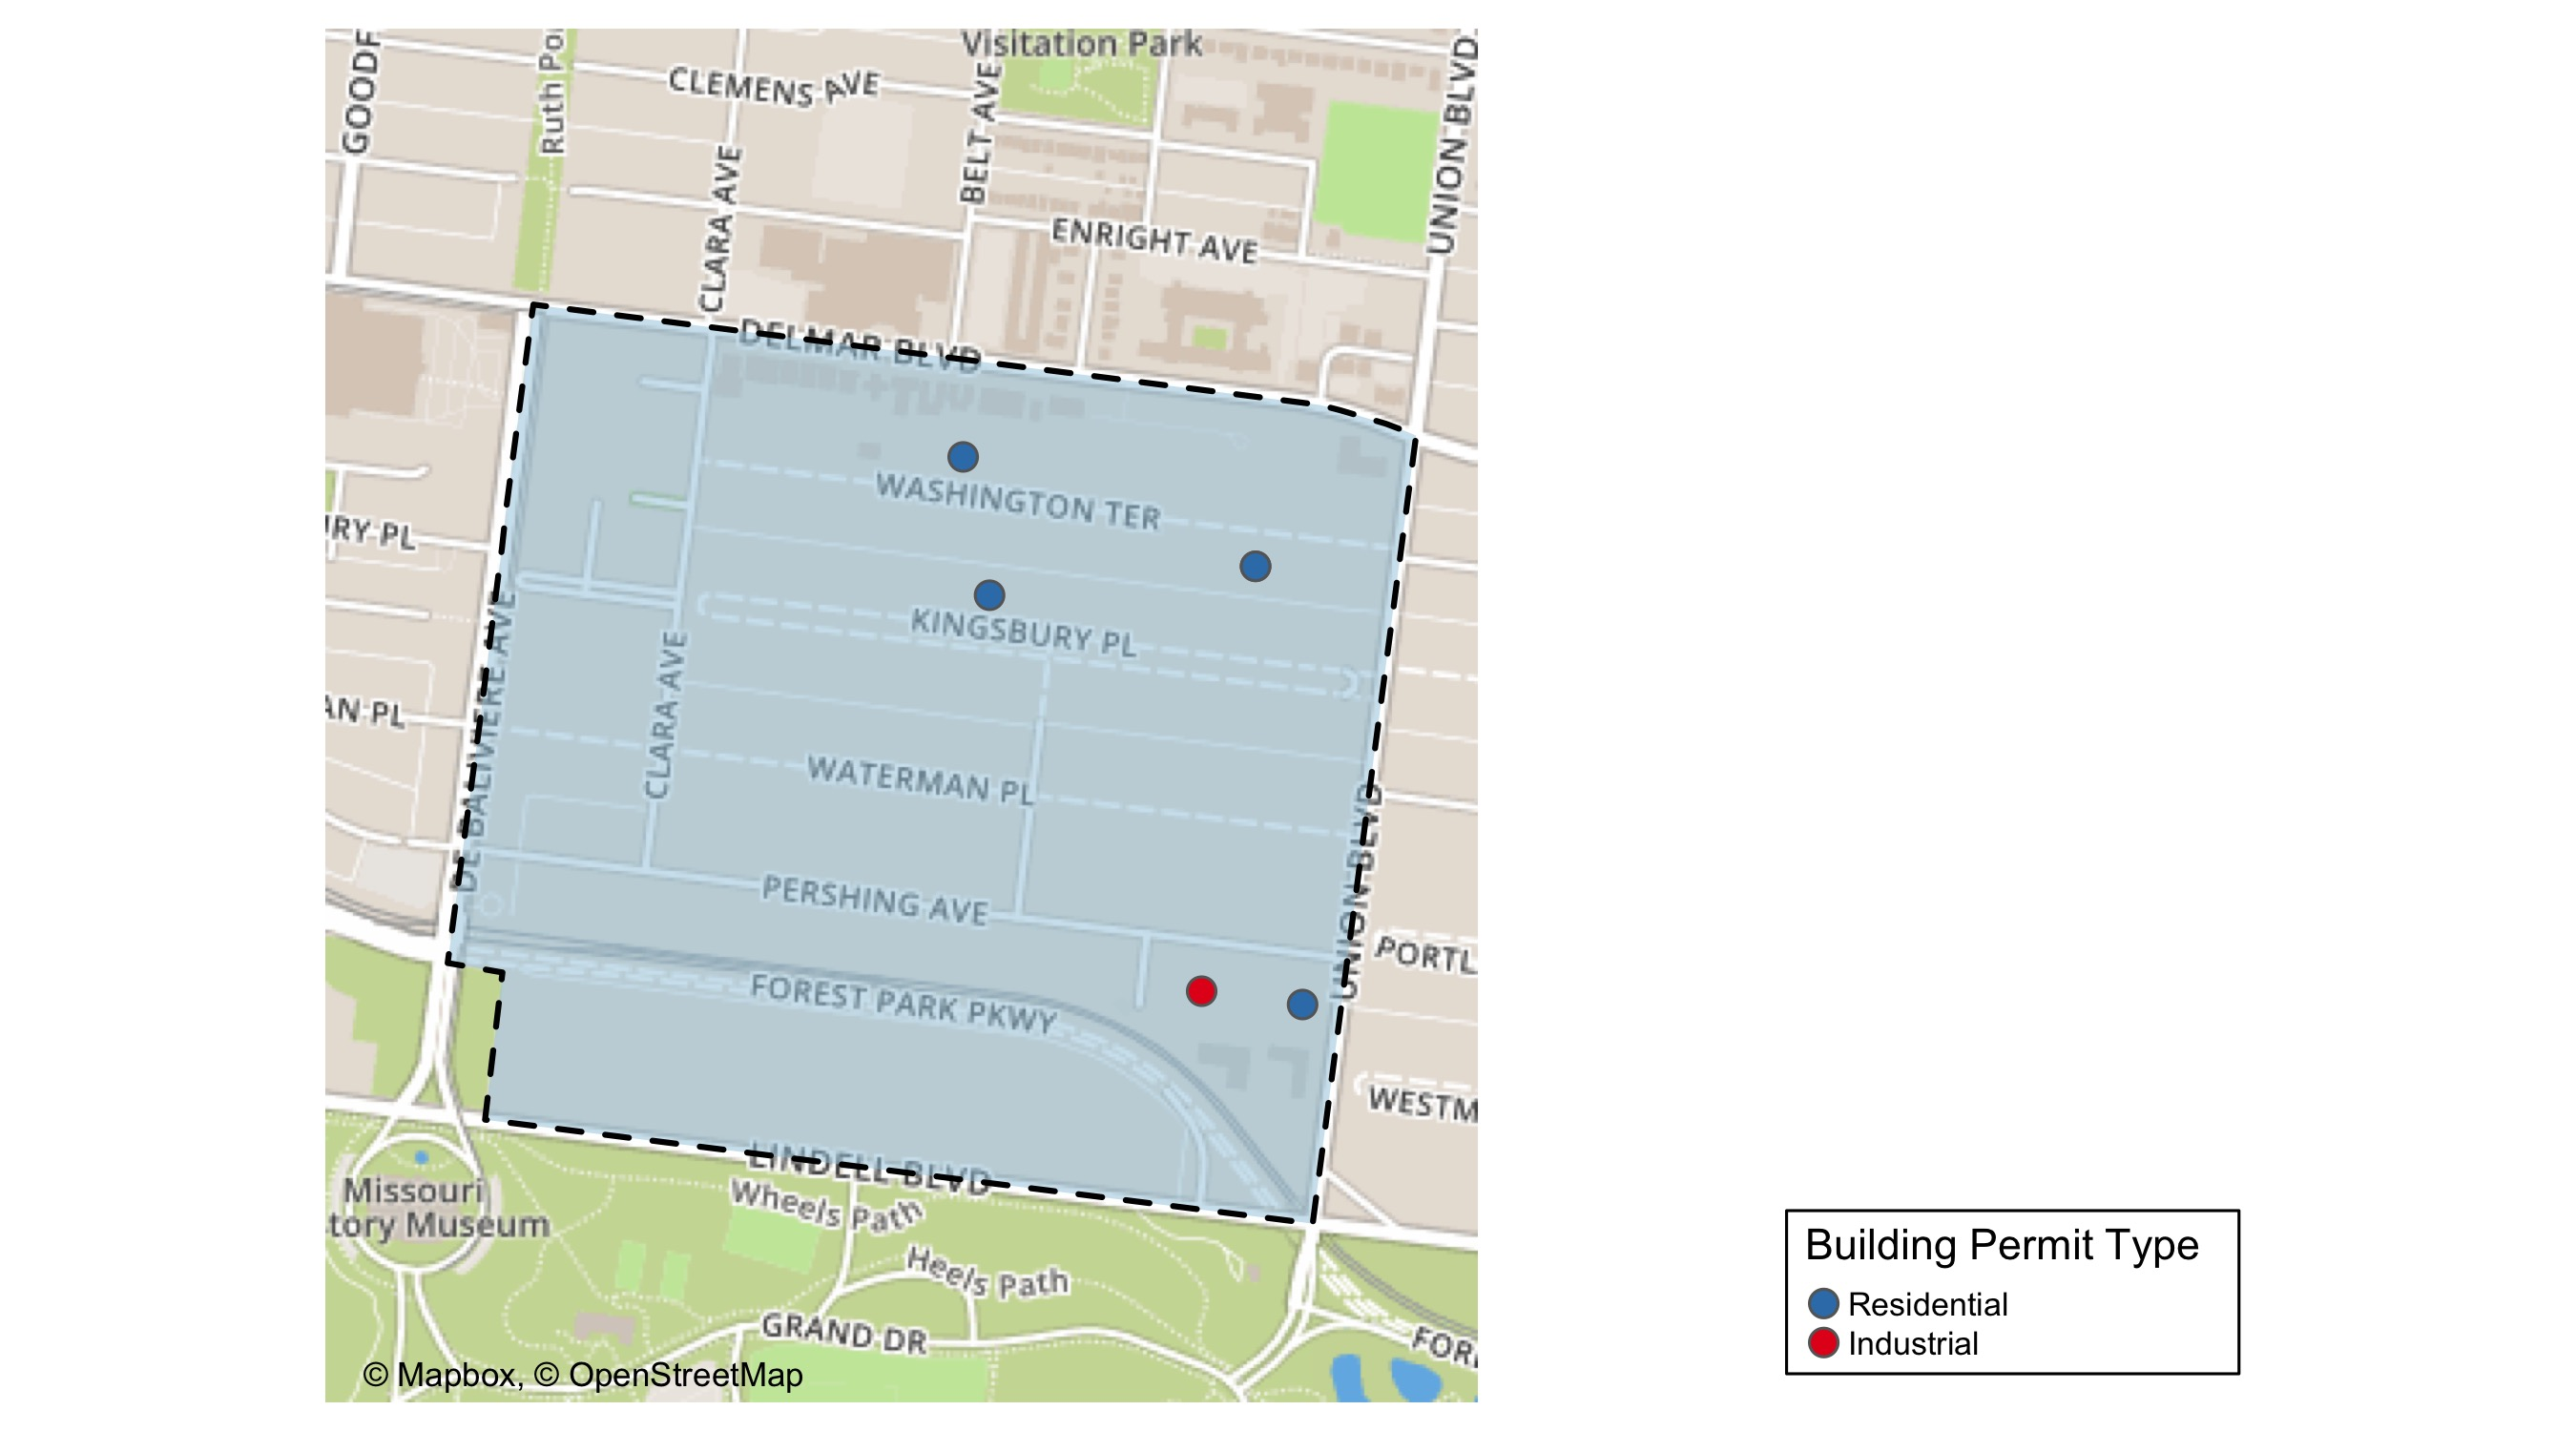 Visitation Park
GOODF
Ruth Po
CLEMENS AVE
BELT AVE
UNION BLVD
CLARA AVE
ENRIGHT AVE
DELMAR BLVD
WASHINGTON TER
JRY PL
KINGSBURY PL
DE BALIVIERE AVE
CLARA AVE
AN PL
WATERMAN PL
UNION BLVD
PERSHING AVE
PORTL
FOREST PARK PKWY
WESTM
LINDELL BLVD
Missouri
tory Museum
Wheels Path
Heels Path
GRAND DR
FOR
© Mapbox, © OpenStreetMap
Building Permit Type
Residential
Industrial